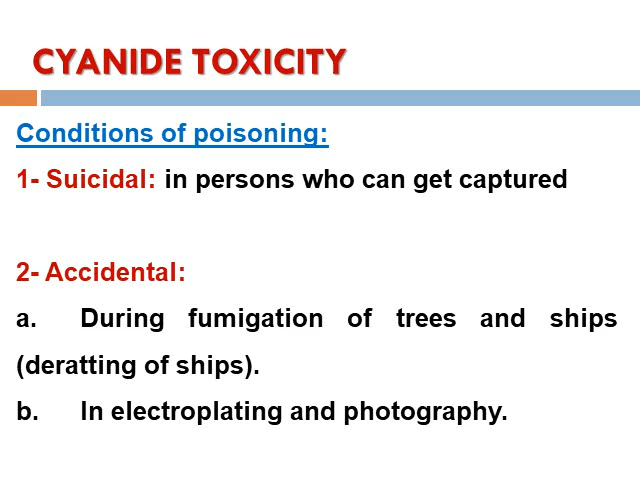 CYANIDE TOXICITY
Conditions of poisoning:
1- Suicidal: in persons who can get captured
2- Accidental:
a. During fumigation of trees and ships
(deratting of ships).
b. In electroplating and photography.